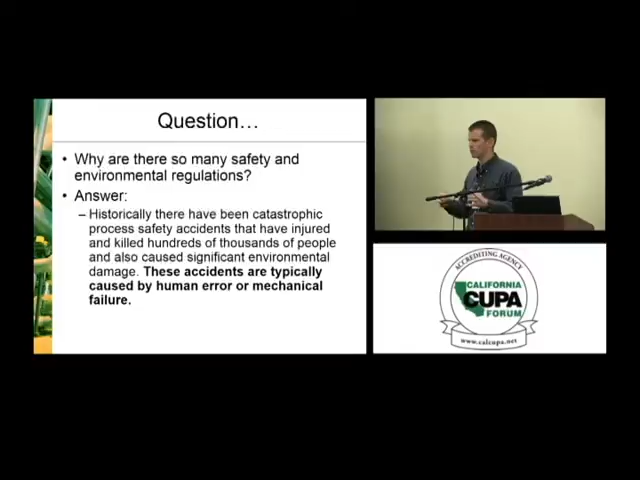 Question…
• Why are there so many safety and
environmental regulations?
• Answer:
– Historically there have been catastrophic
process safety accidents that have injured
and killed hundreds of thousands of people
and also caused significant environmental
damage. These accidents are typically
caused by human error or mechanical
failure.
ACCREDITING AGENCY
CALIFORNIA
CUPA
FORUM
www.calcupa.net